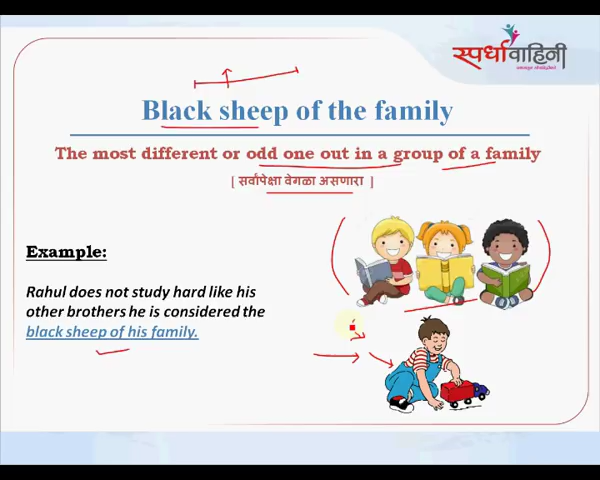 स्पर्धावाहिनी
Black sheep of the family
The most different or odd one out in a group of a family
[ सर्वांपेक्षा वेगळा असणारा ]
Example:
Rahul does not study hard like his
other brothers he is considered the
black sheep of his family.